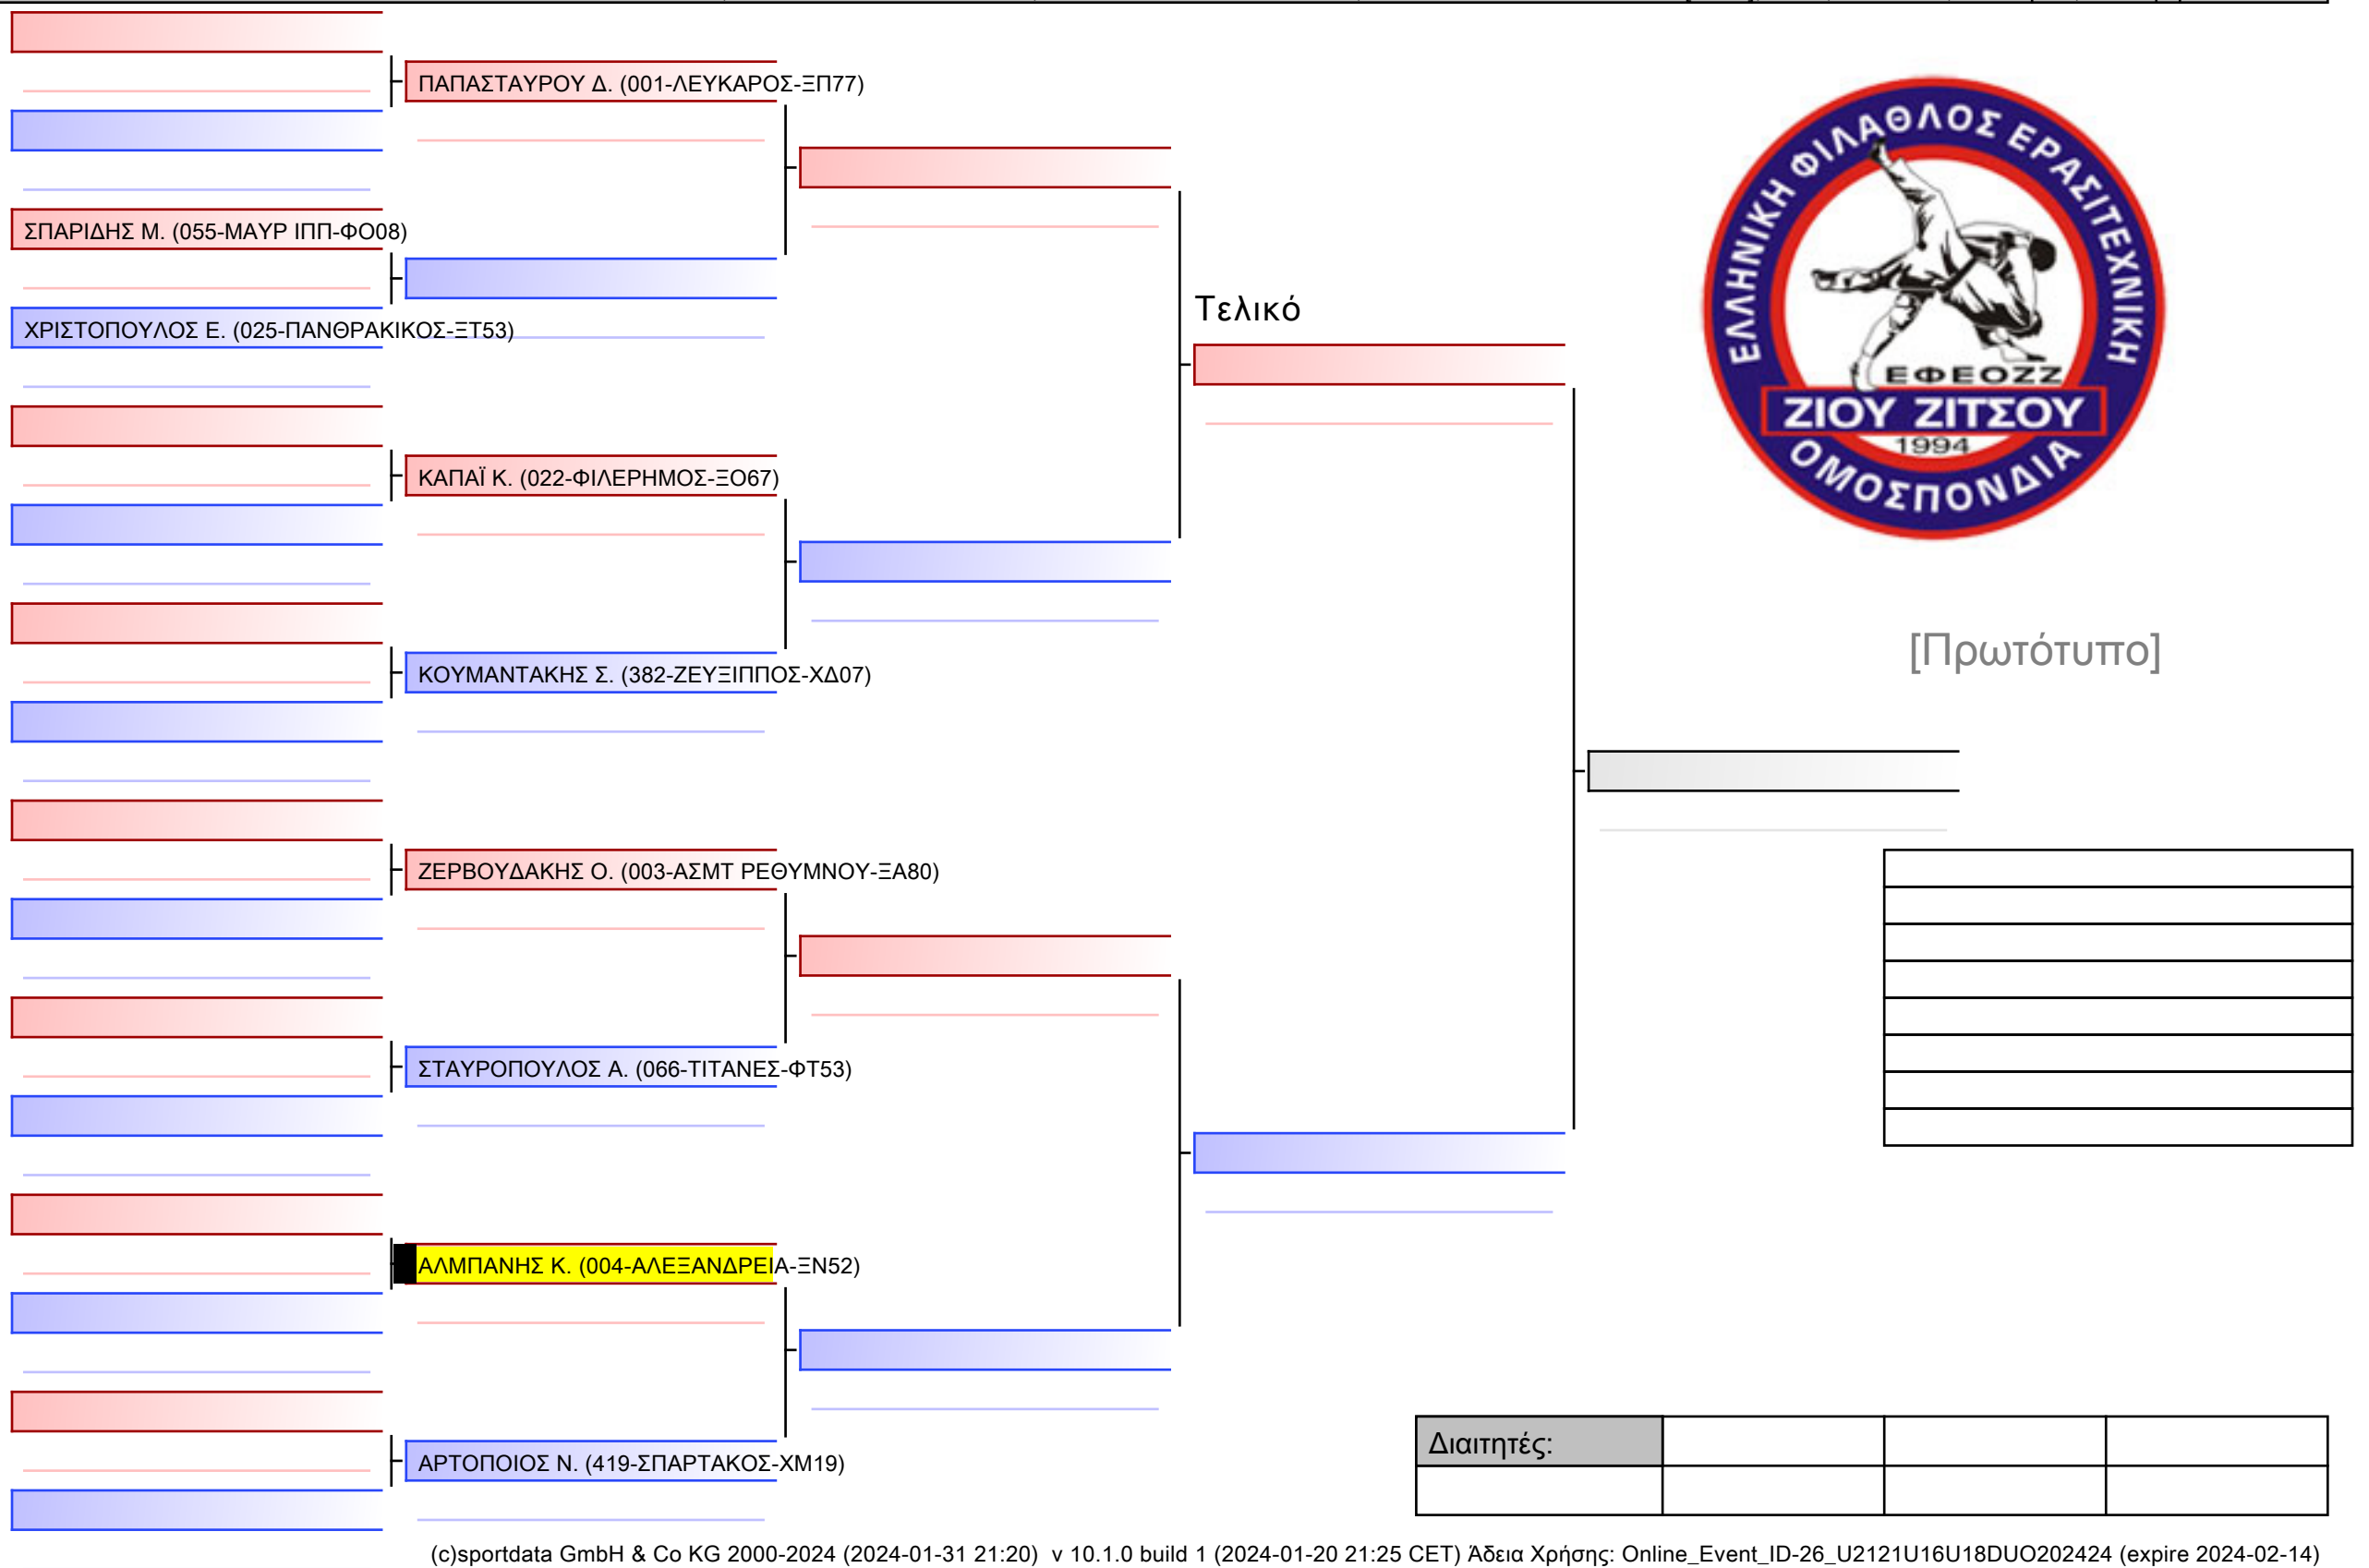 ΠΑΠΑΣΤΑΥΡΟΥ Δ. (001-ΛΕΥΚΑΡΟΣ-ΞΠ77)
ΣΠΑΡΙΔΗΣ Μ. (055-ΜΑΥΡ ΙΠΠ-ΦΟ08)
ΧΡΙΣΤΟΠΟΥΛΟΣ Ε. (025-ΠΑΝΘΡΑΚΙΚΟΣ-ΞΤ53)
ΚΑΠΑΪ Κ. (022-ΦΙΛΕΡΗΜΟΣ-ΞΟ67)
ΚΟΥΜΑΝΤΑΚΗΣ Σ. (382-ΖΕΥΞΙΠΠΟΣ-ΧΔ07)
ΖΕΡΒΟΥΔΑΚΗΣ Ο. (003-ΑΣΜΤ ΡΕΘΥΜΝΟΥ-ΞΑ80)
ΣΤΑΥΡΟΠΟΥΛΟΣ Α. (066-ΤΙΤΑΝΕΣ-ΦΤ53)
ΑΛΜΠΑΝΗΣ Κ. (004-ΑΛΕΞΑΝΔΡΕΙΑ-ΞΝ52)
ΑΡΤΟΠΟΙΟΣ Ν. (419-ΣΠΑΡΤΑΚΟΣ-ΧΜ19)
Τελικό
ΕΛΛΗΝΙΚΗ ΦΙΛΑΘΛΟΣ ΕΡΑΣΙΤΕΧΝΙΚΗ
ΕΦΕΟΖΖ
ΖΙΟΥ ΖΙΤΣΟΥ
1994
ΟΜΟΣΠΟΝΔΙΑ
[Πρωτότυπο]
Διαιτητές:
(c)sportdata GmbH & Co KG 2000-2024 (2024-01-31 21:20) v 10.1.0 build 1 (2024-01-20 21:25 CET) Άδεια Χρήσης: Online_Event_ID-26_U2121U16U18DUO202424 (expire 2024-02-14)